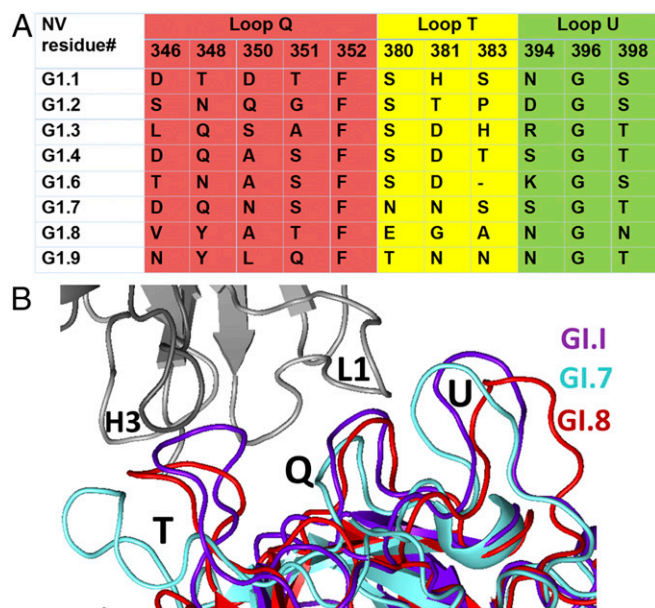 A
NV residue# Loop Q Loop T Loop U
346 348 350 351 352 380 381 383 394 396 398
G1.1 D T D T F S H S N G S
G1.2 S N Q G F S T P D G S
G1.3 L Q S A F S D H R G T
G1.4 D Q A S F S D T S G T
G1.6 T N A S F S D - K G S
G1.7 D Q N S F N N S S G T
G1.8 V Y A T F E G A N G N
G1.9 N Y L Q F T N N N G T
B
GI.I
GI.7
GI.8
L1
U
H3
Q
T